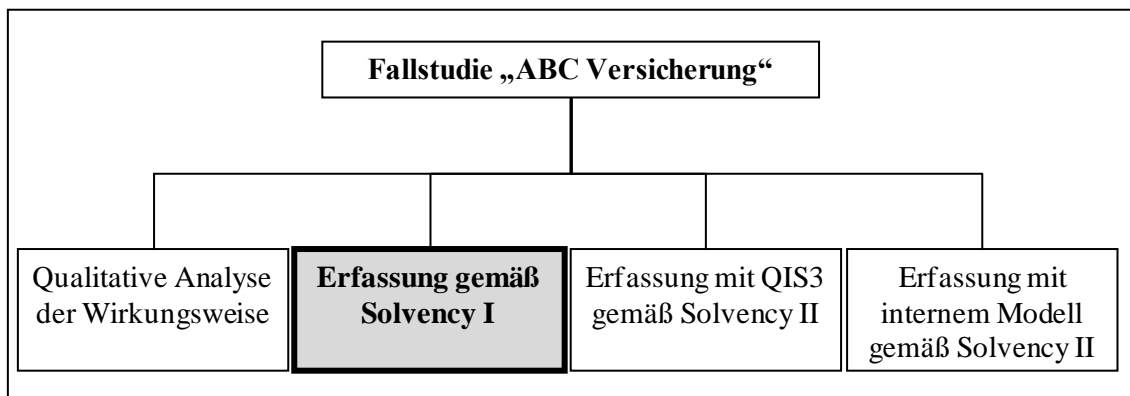 Fallstudie „ABC Versicherung“
Qualitative Analyse
der Wirkungsweise
Erfassung gemäß
Solvency I
Erfassung mit QIS3
gemäß Solvency II
Erfassung mit
internem Modell
gemäß Solvency II